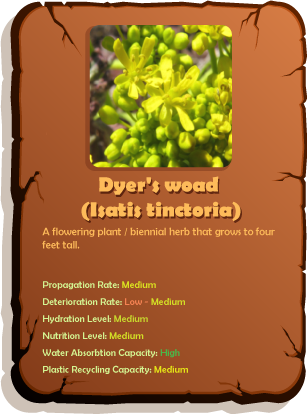 Dyer's woad
(Isatis tinctoria)
A flowering plant / biennial herb that grows to four
feet tall.
Propagation Rate: Medium
Deterioration Rate: Low - Medium
Hydration Level: Medium
Nutrition Level: Medium
Water Absorbtion Capacity: High
Plastic Recycling Capacity: Medium